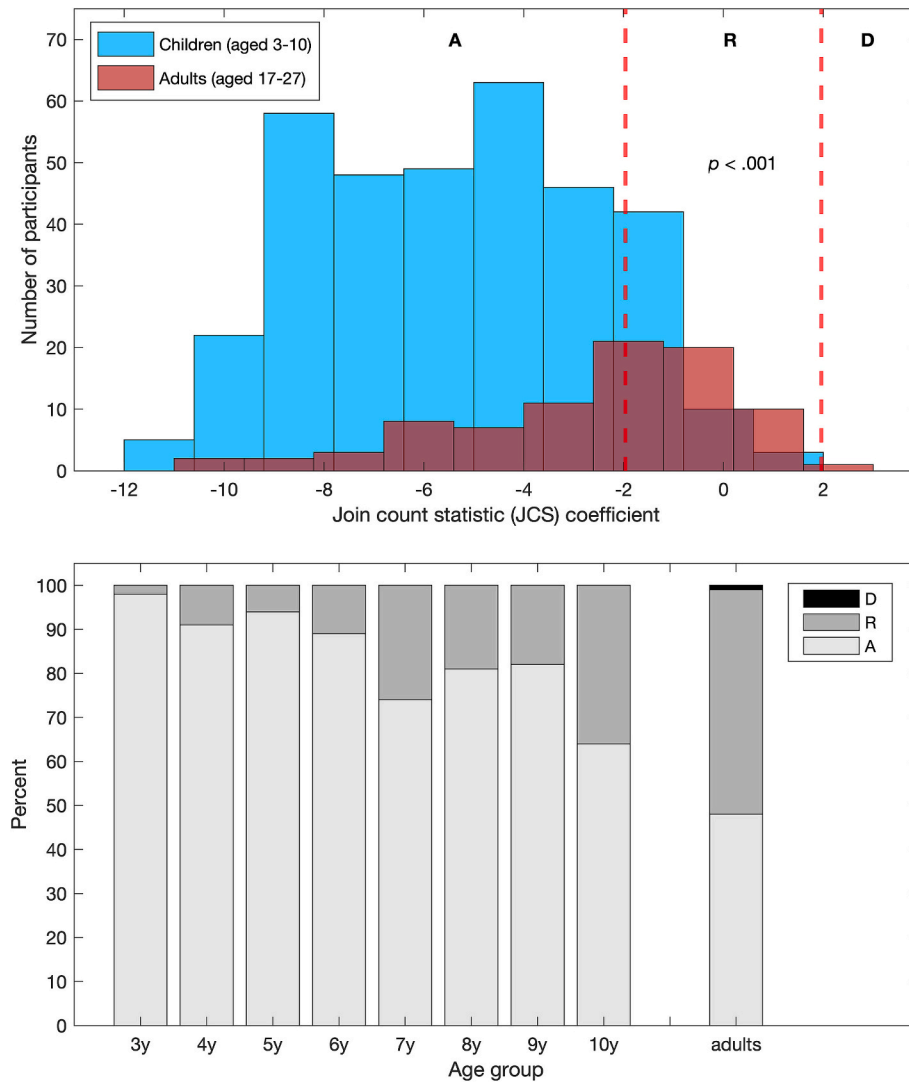 Children (aged 3-10)
Adults (aged 17-27)
A
R
D
p < .001
70
60
50
40
30
20
10
0
Number of participants
-12 -10 -8 -6 -4 -2 0 2
Join count statistic (JCS) coefficient
D
R
A
100
90
80
70
60
50
40
30
20
10
0
Percent
3y 4y 5y 6y 7y 8y 9y 10y adults
Age group